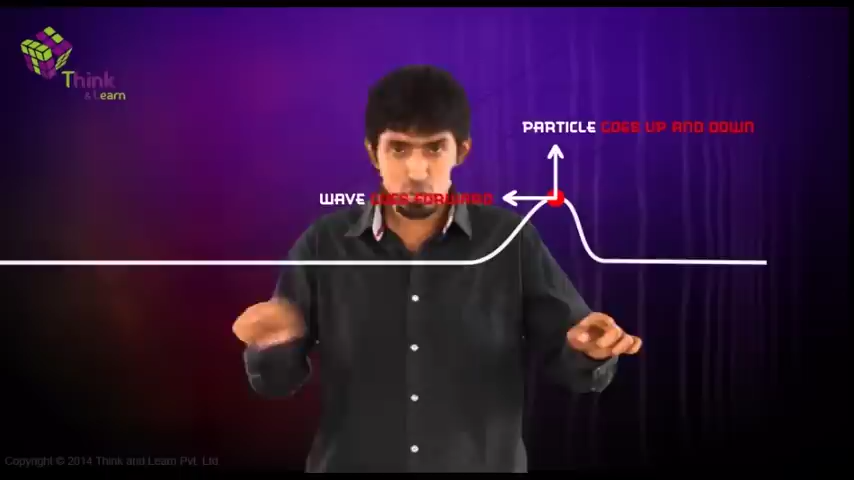 Think
& Learn
PARTICLE GOES UP AND DOWN
WAVE GOES FORWARD
Copyright © 2014 Think and Learn Pvt. Ltd